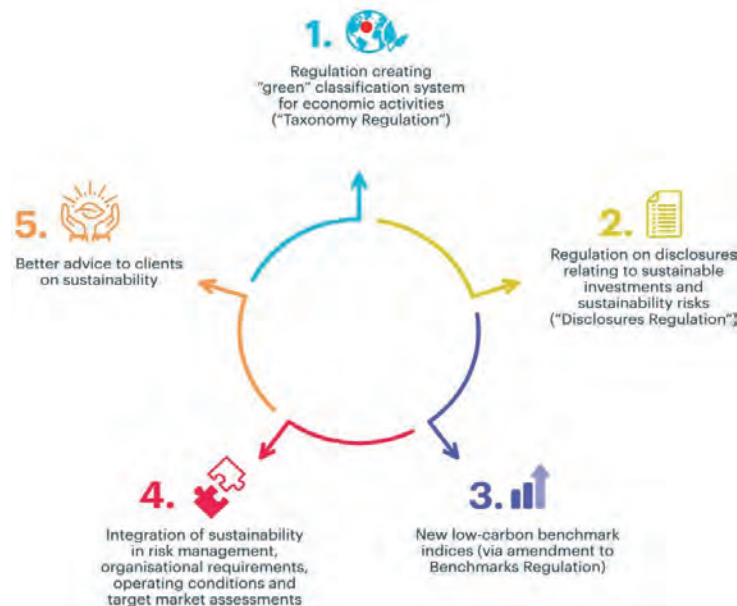 1.
Regulation creating
"green" classification system
for economic activities
("Taxonomy Regulation")
2.
Regulation on disclosures
relating to sustainable
investments and
sustainability risks
("Disclosures Regulation")
3.
New low-carbon benchmark
indices (via amendment to
Benchmarks Regulation)
4.
Integration of sustainability
in risk management,
organisational requirements,
operating conditions and
target market assessments
5.
Better advice to clients
on sustainability